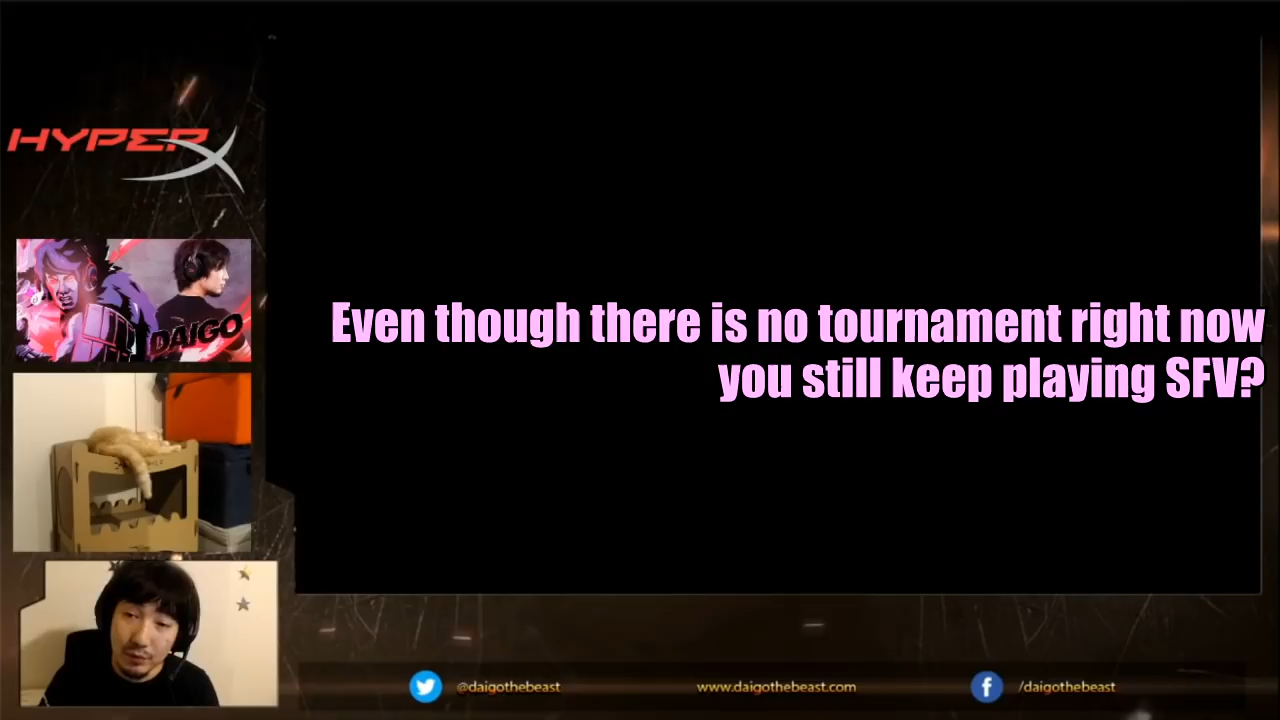 HYPERX
DAIGO
Even though there is no tournament right now
you still keep playing SFV?
@daigothebeast
www.daigothebeast.com
/daigothebeast